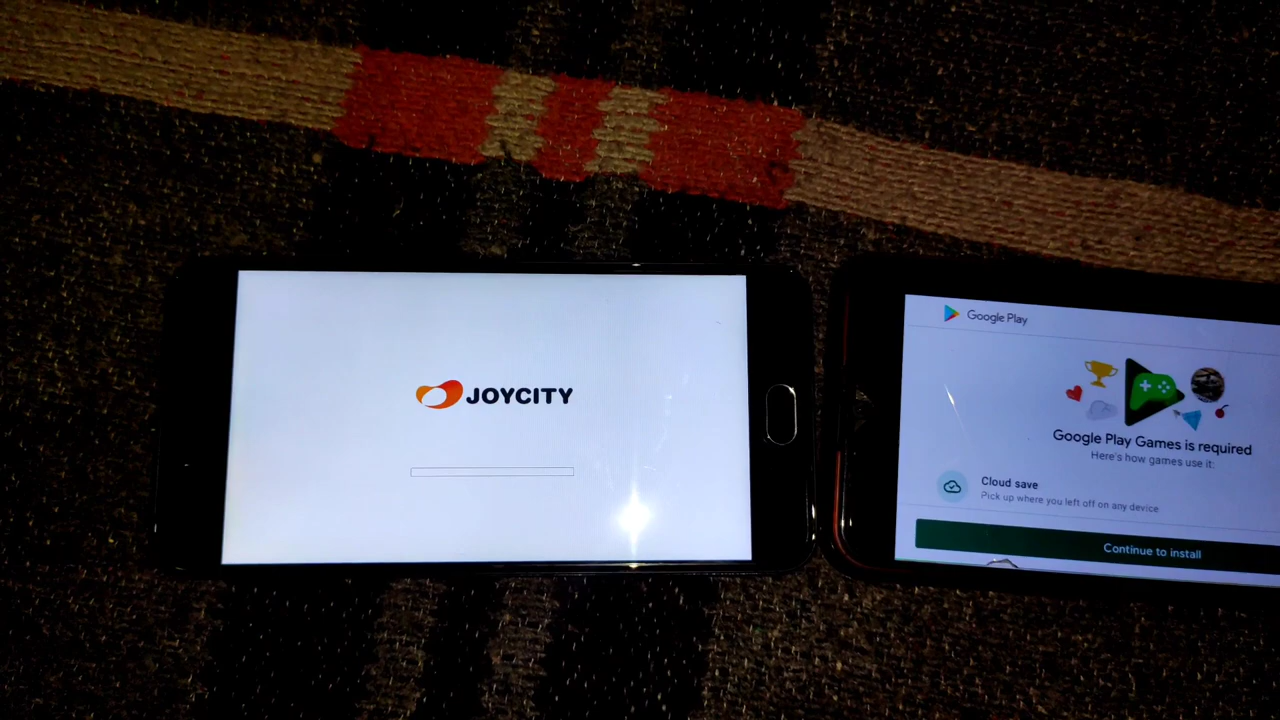 JOYCITY
Google Play
Google Play Games is required
Here's how games use it:
Cloud save
Pick up where you left off on any device
Continue to install